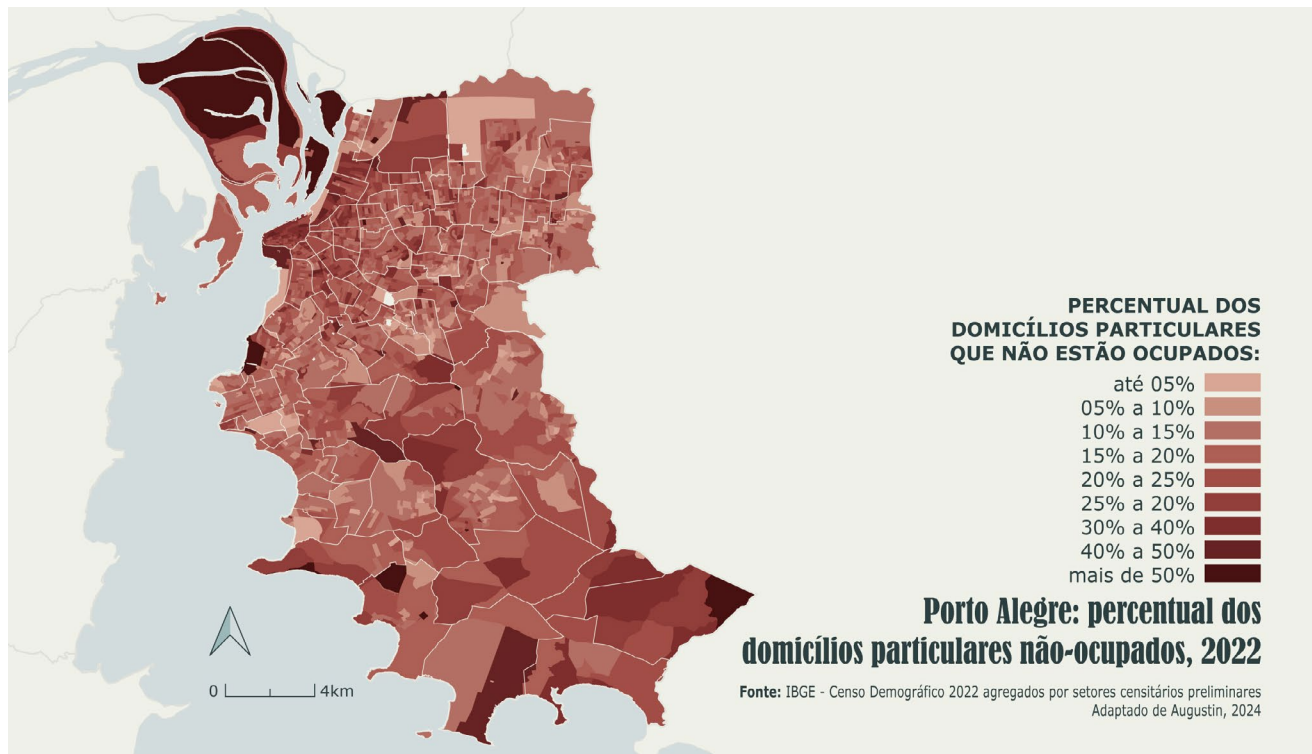 PERCENTUAL DOS
DOMICÍLIOS PARTICULARES
QUE NÃO ESTÃO OCUPADOS:
até 05%
05% a 10%
10% a 15%
15% a 20%
20% a 25%
25% a 20%
30% a 40%
40% a 50%
mais de 50%
Porto Alegre: percentual dos
domicílios particulares não-ocupados, 2022
Fonte: IBGE - Censo Demográfico 2022 agregados por setores censitários preliminares
Adaptado de Augustin, 2024
0 4km